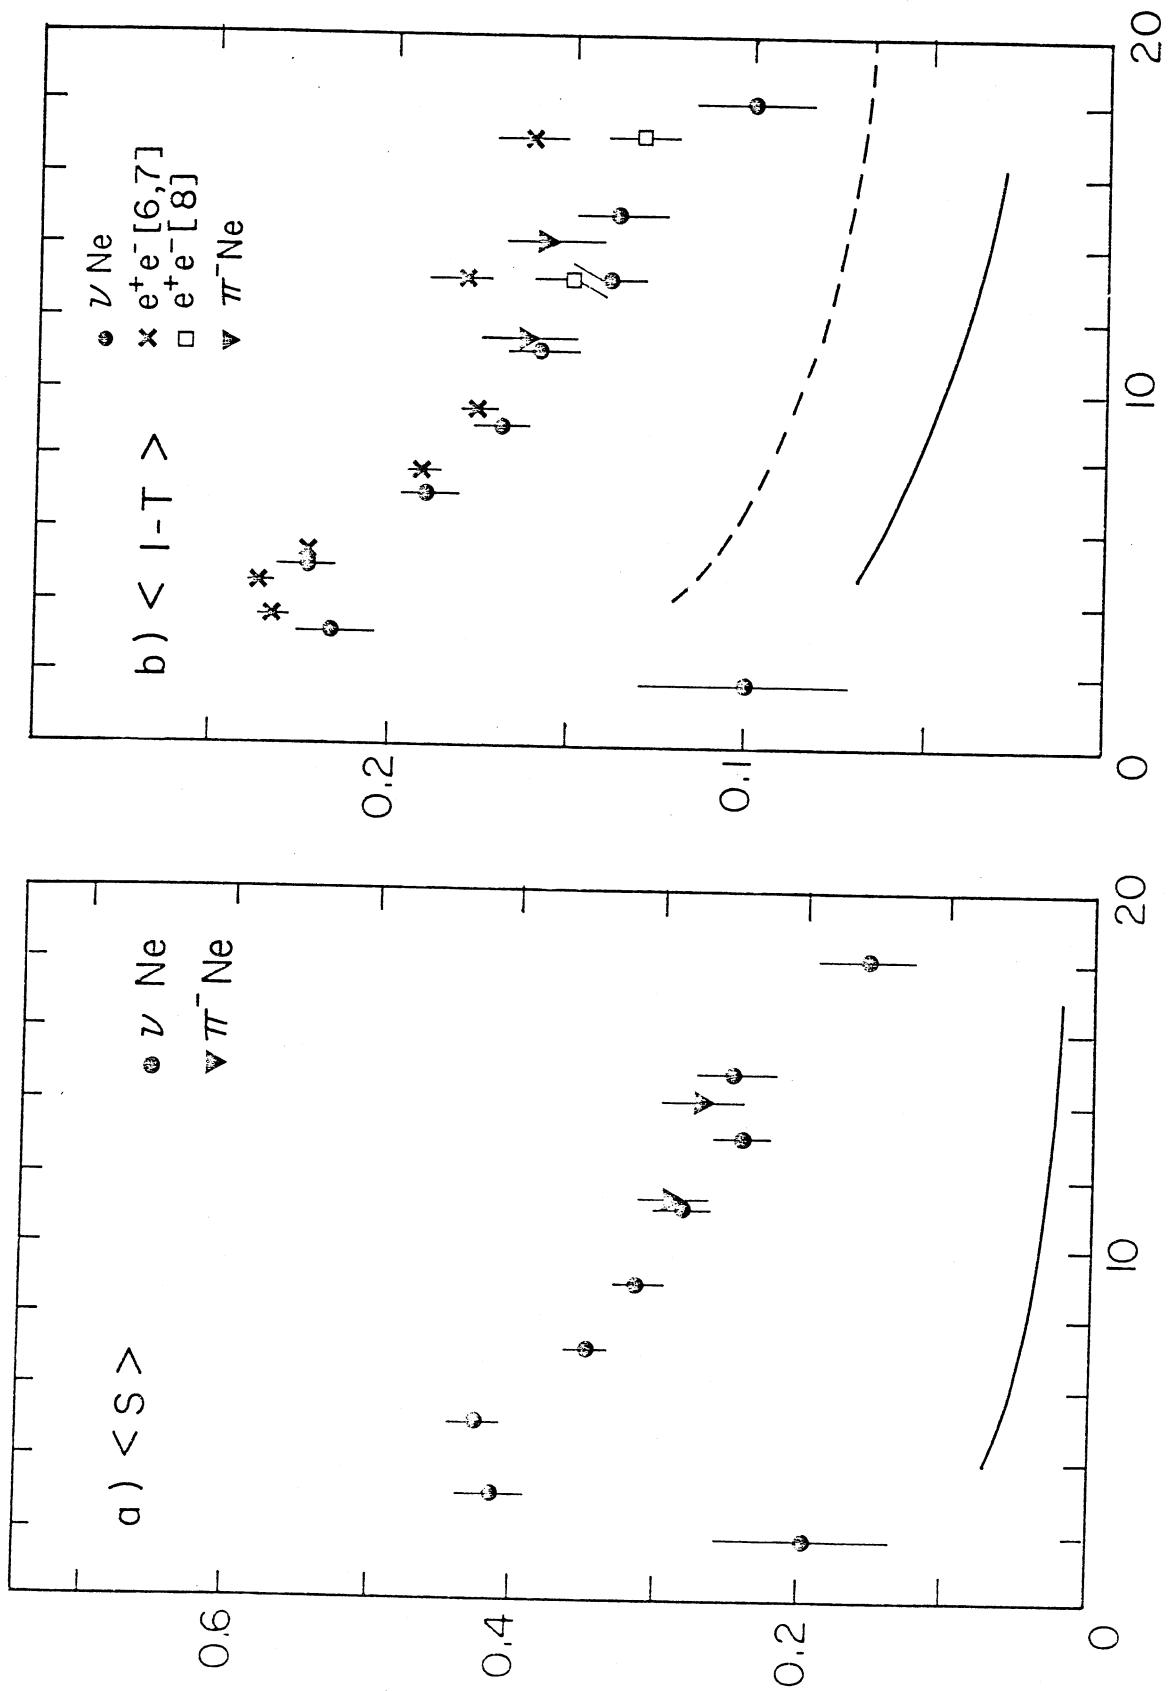 a) < S >
● ν Ne
▼ π⁻ Ne
0.6
0.4
0.2
0
10
20
b) < 1-T >
● ν Ne
× e⁺e⁻[6,7]
□ e⁺e⁻[8]
▼ π⁻ Ne
0.2
0.1
0
10
20